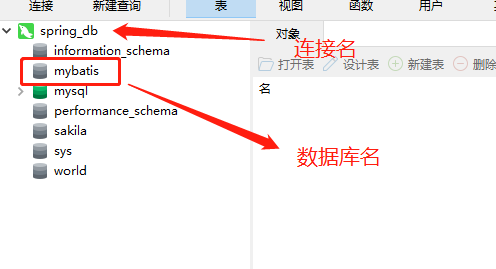 连接 新建查询 表 视图 函数 用户
spring_db
information_schema
mybatis
mysql
performance_schema
sakila
sys
world
对象
打开表 设计表 新建表 删除
名
连接名
数据库名